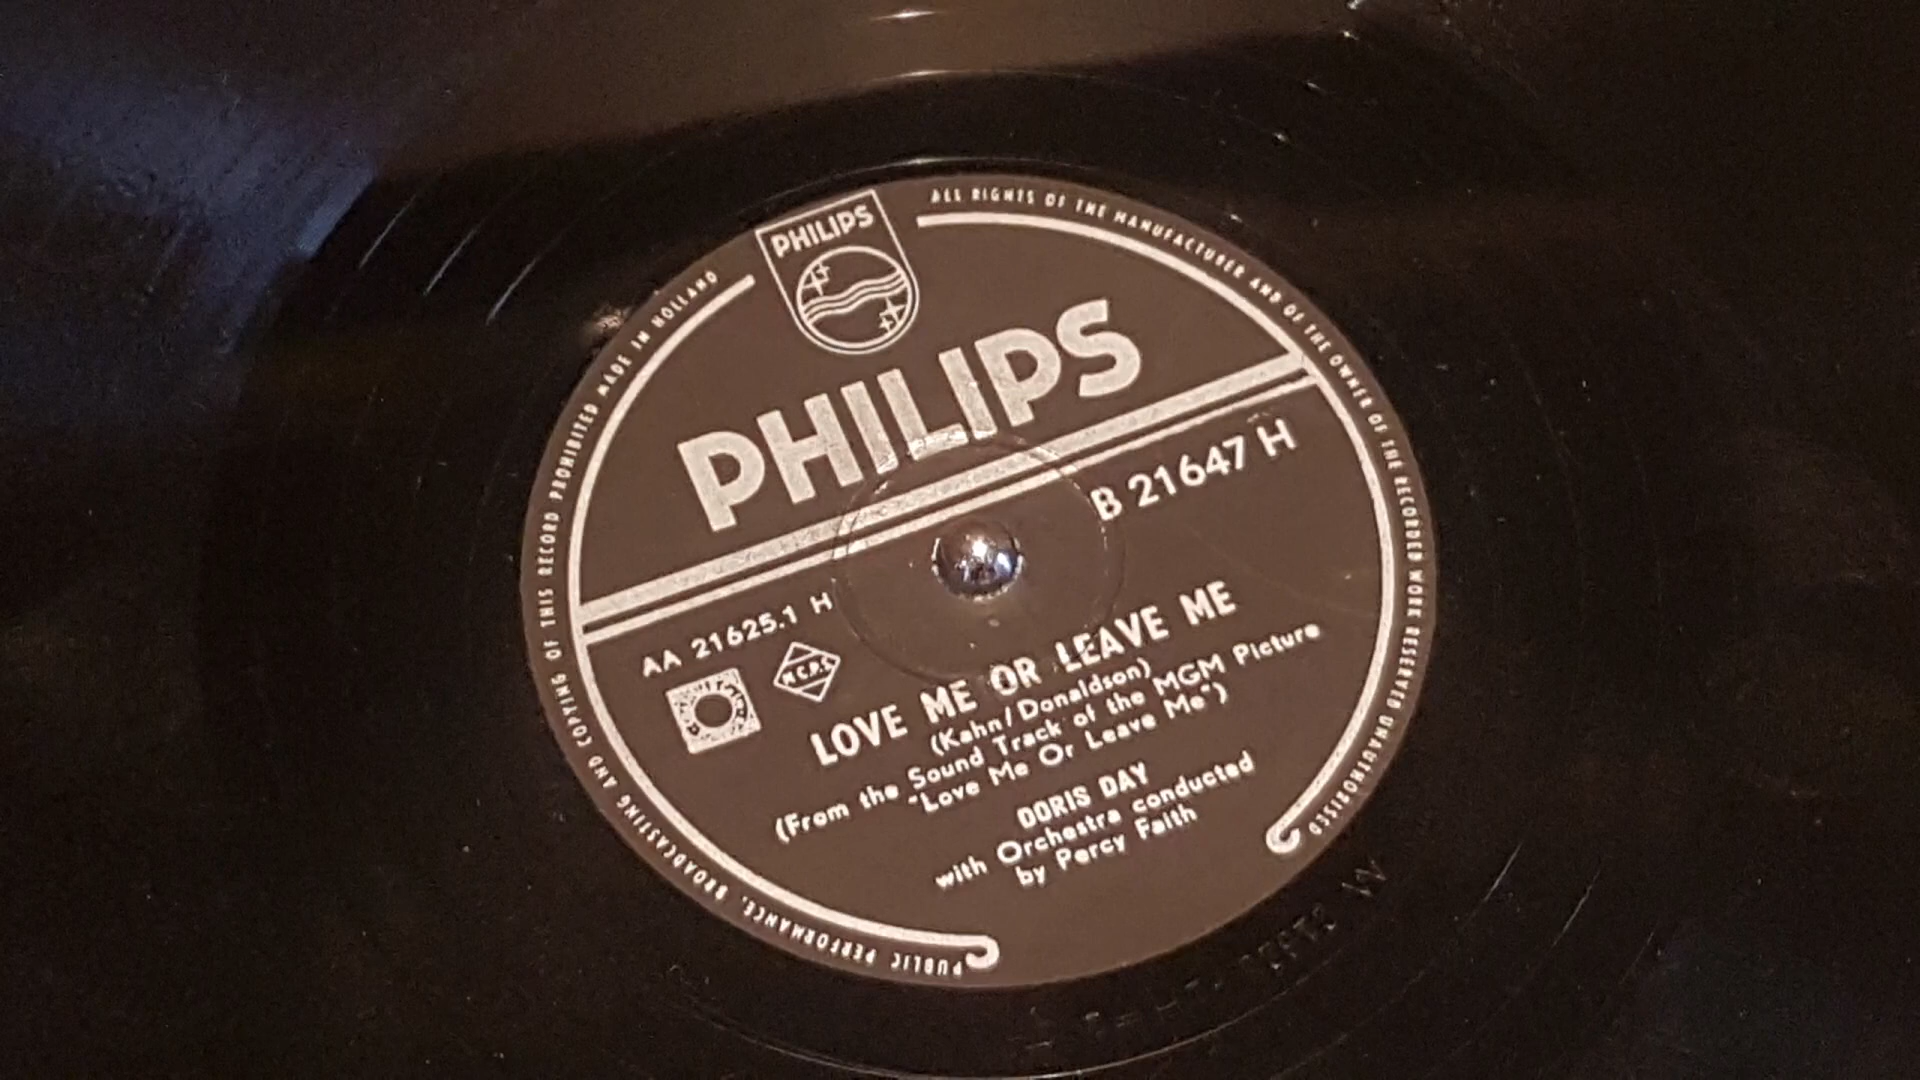 PHILIPS
ALL RIGHTS OF THE MANUFACTURER AND OF THE OWNER OF THE RECORDED WORK RESERVED UNAUTHORISED
PUBLIC PERFORMANCE, BROADCASTING AND COPYING OF THIS RECORD PROHIBITED MADE IN HOLLAND
PHILIPS
B 21647 H
AA 21625.1 H
M.C.P.S.
LOVE ME OR LEAVE ME
(Kahn/Donaldson)
(From the Sound Track of the MGM Picture
"Love Me Or Leave Me")
DORIS DAY
with Orchestra conducted
by Percy Faith